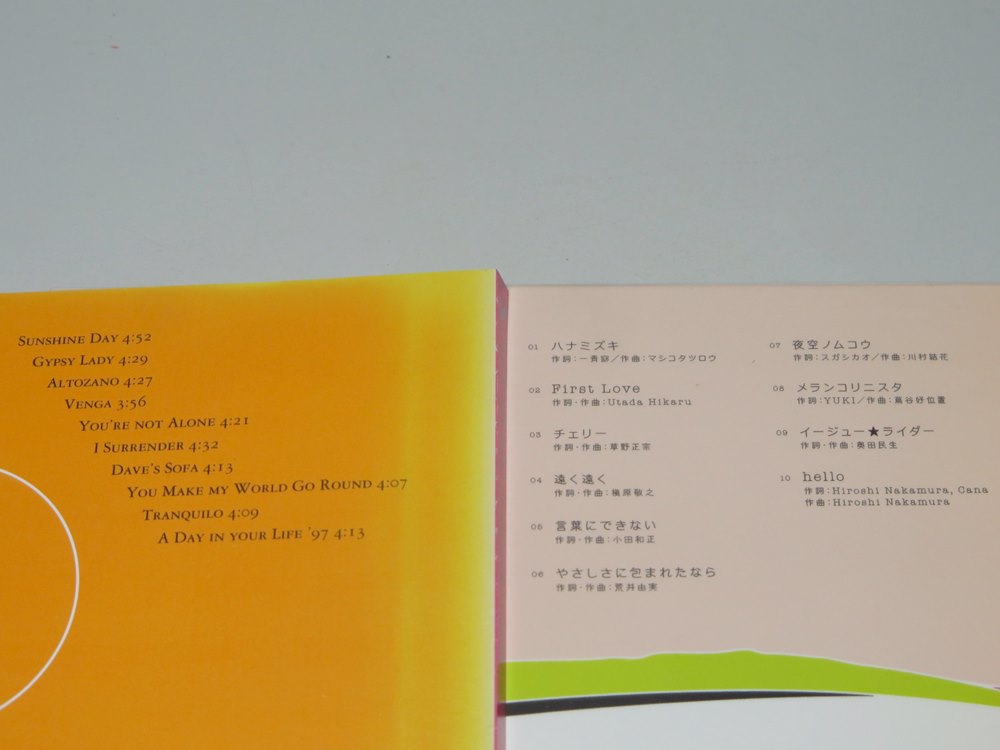 SUNSHINE DAY 4:52
GYPSY LADY 4:29
ALTOZANO 4:27
VENGA 3:56
YOU'RE NOT ALONE 4:21
I SURRENDER 4:32
DAVE'S SOFA 4:13
YOU MAKE MY WORLD GO ROUND 4:07
TRANQUILO 4:09
A DAY IN YOUR LIFE '97 4:13
01 ハナミズキ
作詞:一青窈/作曲:マシコタツロウ
02 First Love
作詞・作曲:Utada Hikaru
03 チェリー
作詞・作曲:草野正宗
04 遠く遠く
作詞・作曲:槇原敬之
05 言葉にできない
作詞・作曲:小田和正
06 やさしさに包まれたなら
作詞・作曲:荒井由実
07 夜空ノムコウ
作詞:スガシカオ/作曲:川村結花
08 メランコリニスタ
作詞:YUKI/作曲:蔦谷好位置
09 イージュー★ライダー
作詞・作曲:奥田民生
10 hello
作詞:Hiroshi Nakamura, Cana
作曲:Hiroshi Nakamura